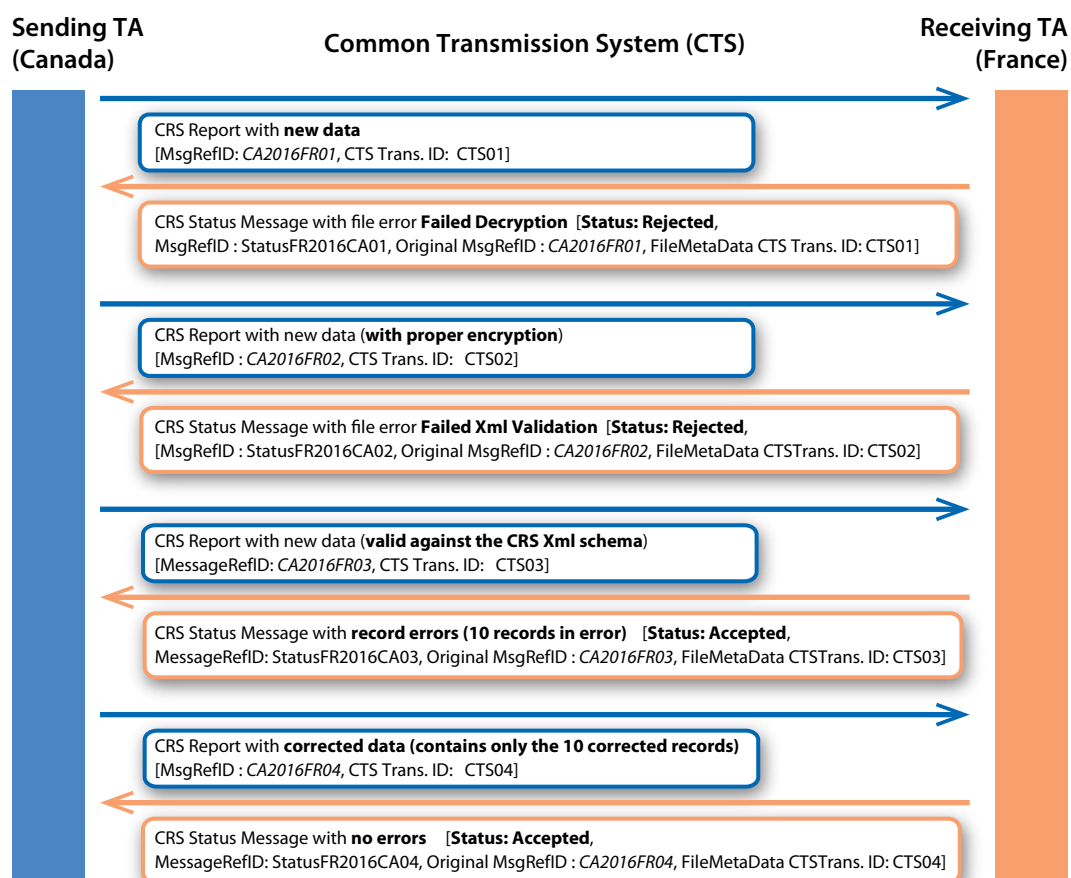 Sending TA
(Canada)
Common Transmission System (CTS)
Receiving TA
(France)
CRS Report with new data
[MsgRefID: CA2016FR01, CTS Trans. ID: CTS01]
CRS Status Message with file error Failed Decryption [Status: Rejected,
MsgRefID : StatusFR2016CA01, Original MsgRefID : CA2016FR01, FileMetaData CTS Trans. ID: CTS01]
CRS Report with new data (with proper encryption)
[MsgRefID : CA2016FR02, CTS Trans. ID: CTS02]
CRS Status Message with file error Failed Xml Validation [Status: Rejected,
[MsgRefID : StatusFR2016CA02, Original MsgRefID : CA2016FR02, FileMetaData CTSTrans. ID: CTS02]
CRS Report with new data (valid against the CRS Xml schema)
[MessageRefID: CA2016FR03, CTS Trans. ID: CTS03]
CRS Status Message with record errors (10 records in error) [Status: Accepted,
MessageRefID: StatusFR2016CA03, Original MsgRefID : CA2016FR03, FileMetaData CTSTrans. ID: CTS03]
CRS Report with corrected data (contains only the 10 corrected records)
[MsgRefID : CA2016FR04, CTS Trans. ID: CTS04]
CRS Status Message with no errors [Status: Accepted,
MessageRefID: StatusFR2016CA04, Original MsgRefID : CA2016FR04, FileMetaData CTSTrans. ID: CTS04]